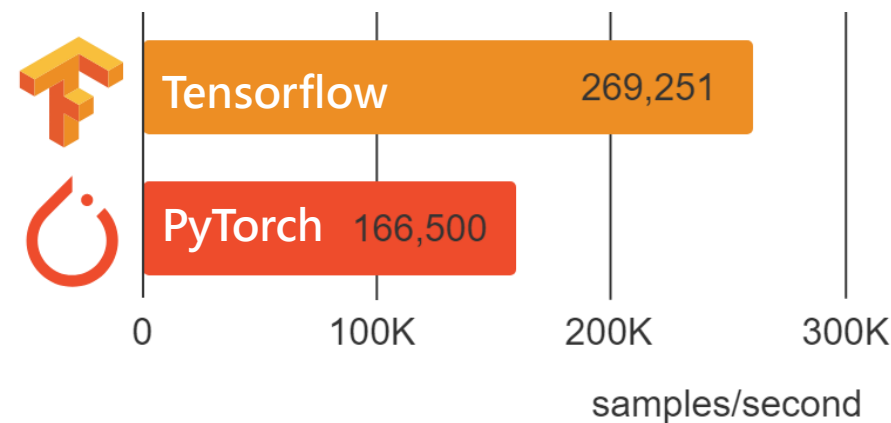 Tensorflow 269,251
PyTorch 166,500
0 100K 200K 300K
samples/second